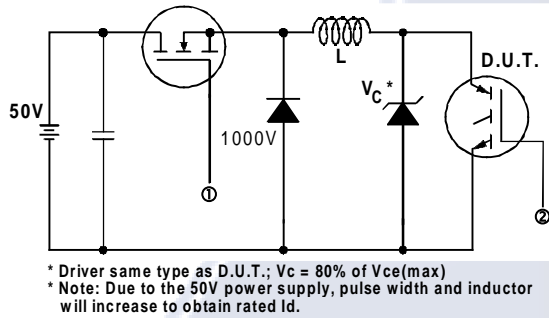 50V
①
1000V
L
V_C *
D.U.T.
②
* Driver same type as D.U.T.; Vc = 80% of Vce(max)
* Note: Due to the 50V power supply, pulse width and inductor
will increase to obtain rated Id.